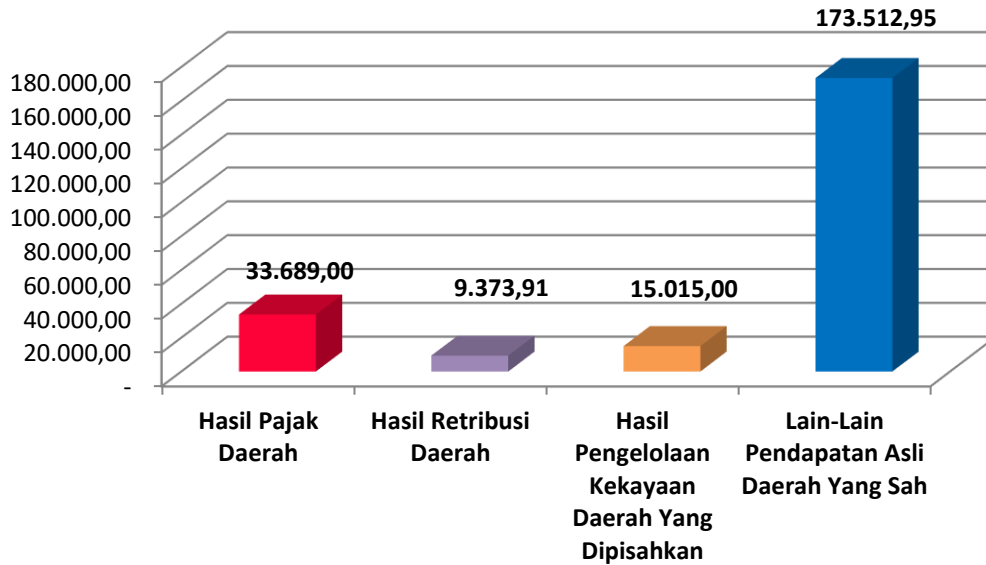 173.512,95
180.000,00
160.000,00
140.000,00
120.000,00
100.000,00
80.000,00
60.000,00
40.000,00
20.000,00
-
33.689,00
9.373,91
15.015,00
Hasil Pajak
Daerah
Hasil Retribusi
Daerah
Hasil
Pengelolaan
Kekayaan
Daerah Yang
Dipisahkan
Lain-Lain
Pendapatan Asli
Daerah Yang Sah